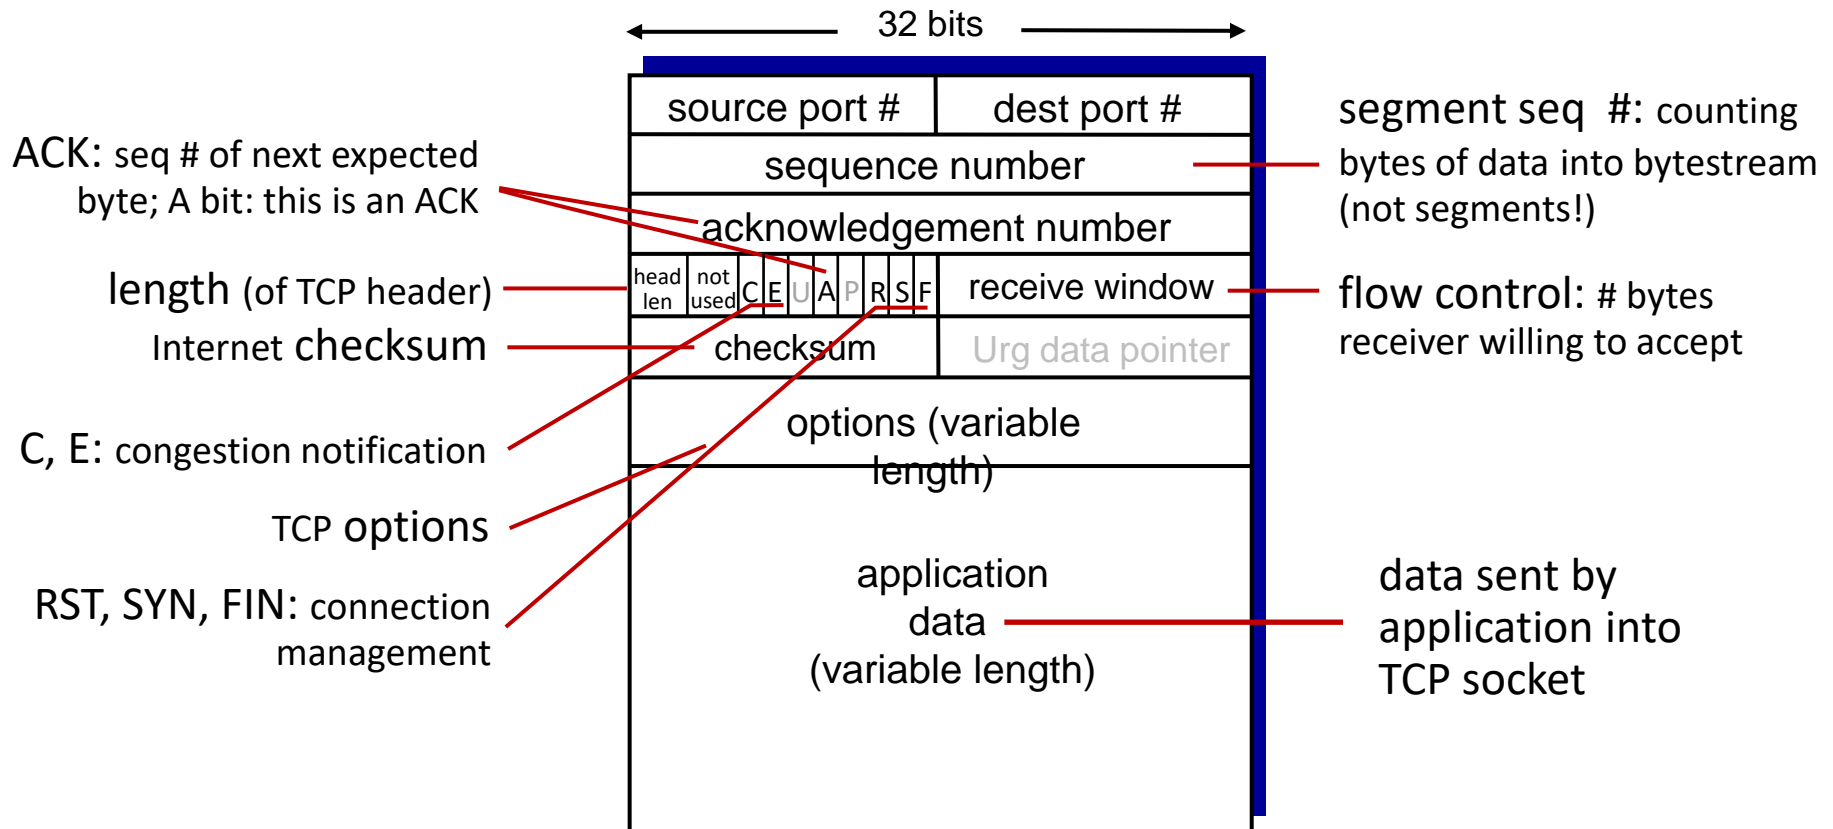 32 bits
source port #
dest port #
sequence number
acknowledgement number
head
len
not
used
C
E
U
A
P
R
S
F
receive window
checksum
Urg data pointer
options (variable
length)
application
data
(variable length)
ACK: seq # of next expected
byte; A bit: this is an ACK
length (of TCP header)
Internet checksum
C, E: congestion notification
TCP options
RST, SYN, FIN: connection
management
segment seq #: counting
bytes of data into bytestream
(not segments!)
flow control: # bytes
receiver willing to accept
data sent by
application into
TCP socket